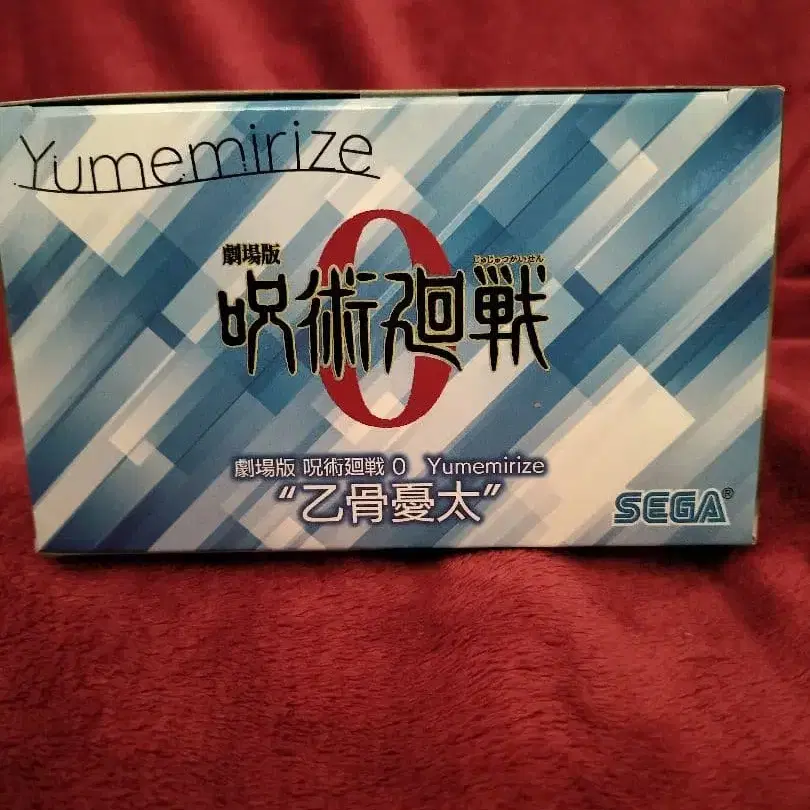 Yumemirize
劇場版
0
じゅじゅつかいせん
呪術廻戦
劇場版 呪術廻戦 0 Yumemirize
“乙骨憂太”
SEGA®